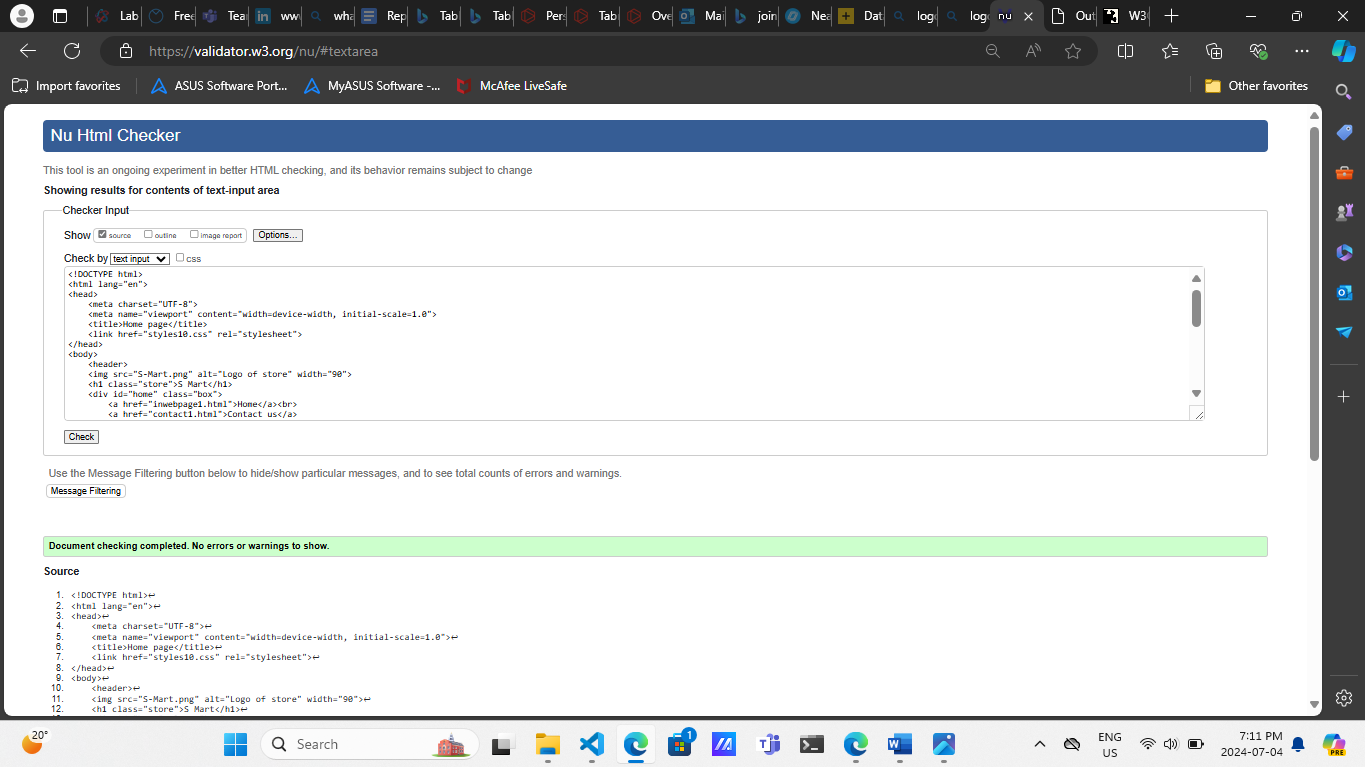 Lab
Free
Tear
ww
wha
Rep
Tab
Tab
Per
Tab
Ove
Mai
join
Nea
Data
logo
logo
nu
Out
W3
https://validator.w3.org/nu/#textarea
Import favorites
ASUS Software Port...
MyASUS Software -...
McAfee LiveSafe
Other favorites
Nu Html Checker
This tool is an ongoing experiment in better HTML checking, and its behavior remains subject to change
Showing results for contents of text-input area
Checker Input
Show source outline image report Options...
Check by text input css
<!DOCTYPE html>
<html lang="en">
<head>
<meta charset="UTF-8">
<meta name="viewport" content="width=device-width, initial-scale=1.0">
<title>Home page</title>
<link href="styles10.css" rel="stylesheet">
</head>
<body>
<header>
<img src="S-Mart.png" alt="Logo of store" width="90">
<h1 class="store">S Mart</h1>
<div id="home" class="box">
<a href="inwebpage1.html">Home</a><br>
<a href="contact1.html">Contact us</a>
Check
Use the Message Filtering button below to hide/show particular messages, and to see total counts of errors and warnings.
Message Filtering
Document checking completed. No errors or warnings to show.
Source
1. <!DOCTYPE html>↩
2. <html lang="en">↩
3. <head>↩
4. <meta charset="UTF-8">↩
5. <meta name="viewport" content="width=device-width, initial-scale=1.0">↩
6. <title>Home page</title>↩
7. <link href="styles10.css" rel="stylesheet">↩
8. </head>↩
9. <body>↩
10. <header>↩
11. <img src="S-Mart.png" alt="Logo of store" width="90">↩
12. <h1 class="store">S Mart</h1>↩
20°
Search
1
ENG
US
7:11 PM
2024-07-04
PRE